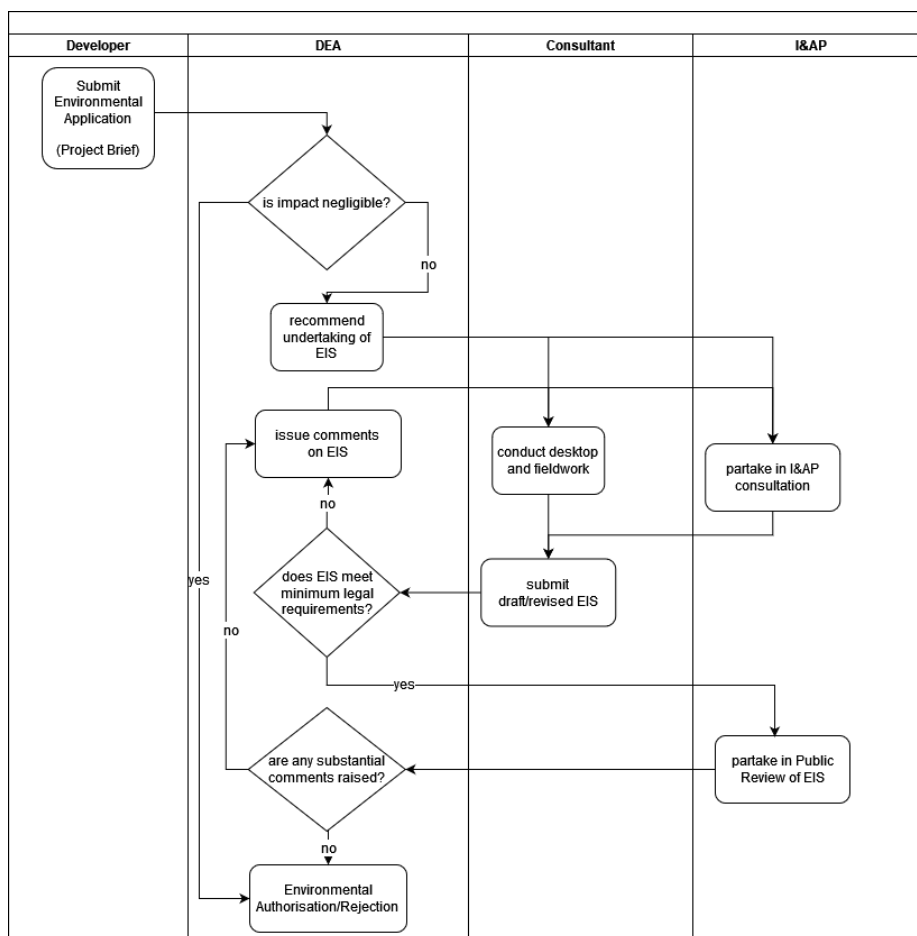 Developer
DEA
Consultant
I&AP
Submit
Environmental
Application
(Project Brief)
is impact negligible?
no
recommend
undertaking of
EIS
issue comments
on EIS
conduct desktop
and fieldwork
partake in I&AP
consultation
no
does EIS meet
minimum legal
requirements?
submit
draft/revised EIS
yes
no
yes
are any substantial
comments raised?
partake in Public
Review of EIS
no
Environmental
Authorisation/Rejection